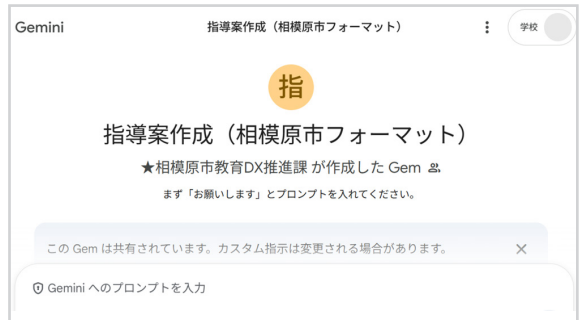 Gemini
指導案作成（相模原市フォーマット）
学校
指
指導案作成（相模原市フォーマット）
★相模原市教育DX推進課 が作成した Gem
まず「お願いします」とプロンプトを入れてください。
この Gem は共有されています。カスタム指示は変更される場合があります。
Gemini へのプロンプトを入力